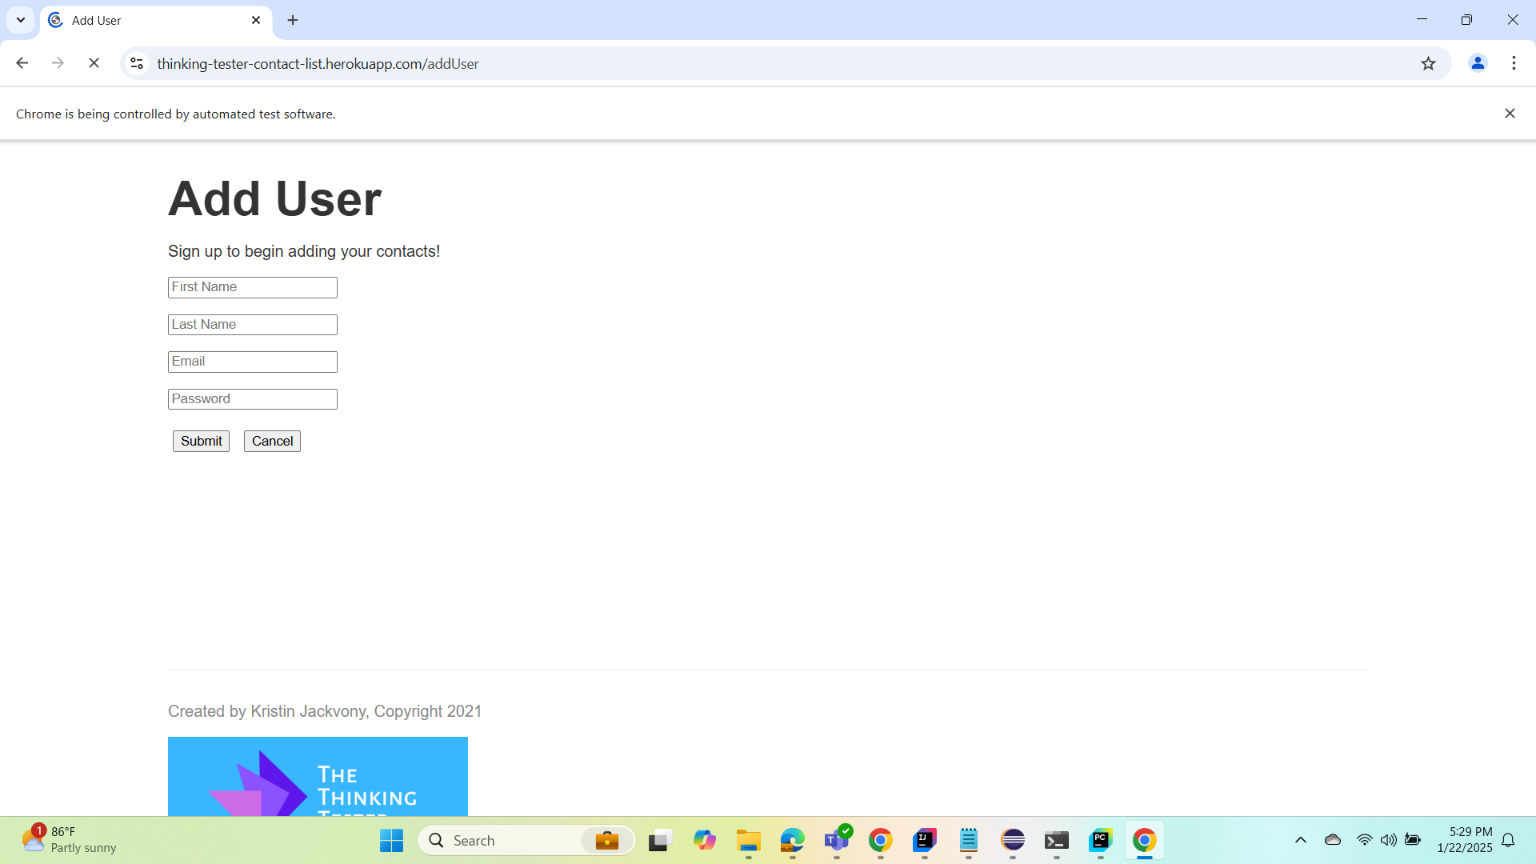 Add User
thinking-tester-contact-list.herokuapp.com/addUser
Chrome is being controlled by automated test software.
Add User
Sign up to begin adding your contacts!
First Name
Last Name
Email
Password
Submit Cancel
Created by Kristin Jackvony, Copyright 2021
THE
THINKING
TESTER
1
86°F
Partly sunny
Search
IJ
PC
5:29 PM
1/22/2025